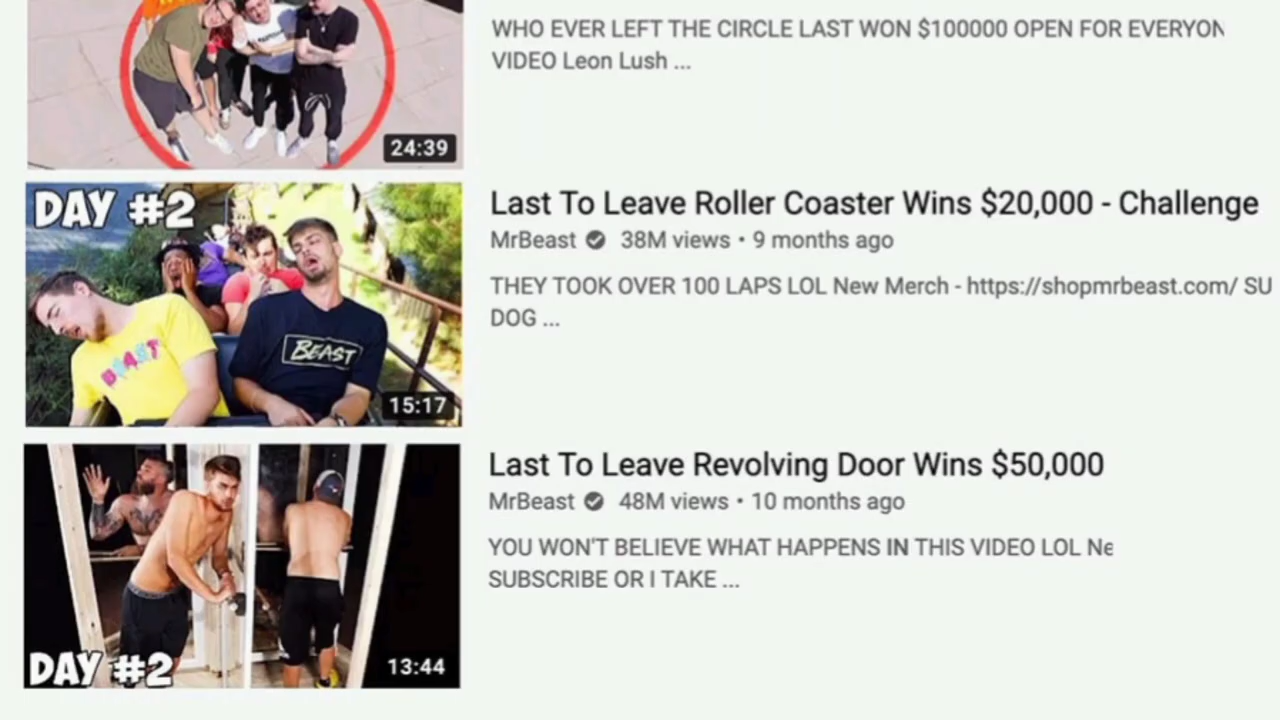 WHO EVER LEFT THE CIRCLE LAST WON $100000 OPEN FOR EVERYON
VIDEO Leon Lush ...
24:39
DAY #2
BEAST
BEAST
15:17
Last To Leave Roller Coaster Wins $20,000 - Challenge
MrBeast 38M views • 9 months ago
THEY TOOK OVER 100 LAPS LOL New Merch - https://shopmrbeast.com/ SU
DOG ...
DAY #2
13:44
Last To Leave Revolving Door Wins $50,000
MrBeast 48M views • 10 months ago
YOU WON'T BELIEVE WHAT HAPPENS IN THIS VIDEO LOL Ne
SUBSCRIBE OR I TAKE ...